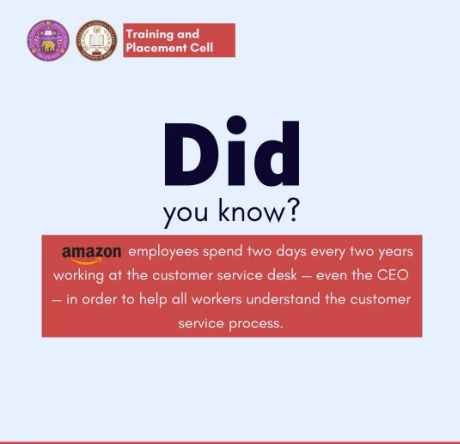 Training and
Placement Cell
Did
you know?
amazon employees spend two days every two years
working at the customer service desk — even the CEO
— in order to help all workers understand the customer
service process.